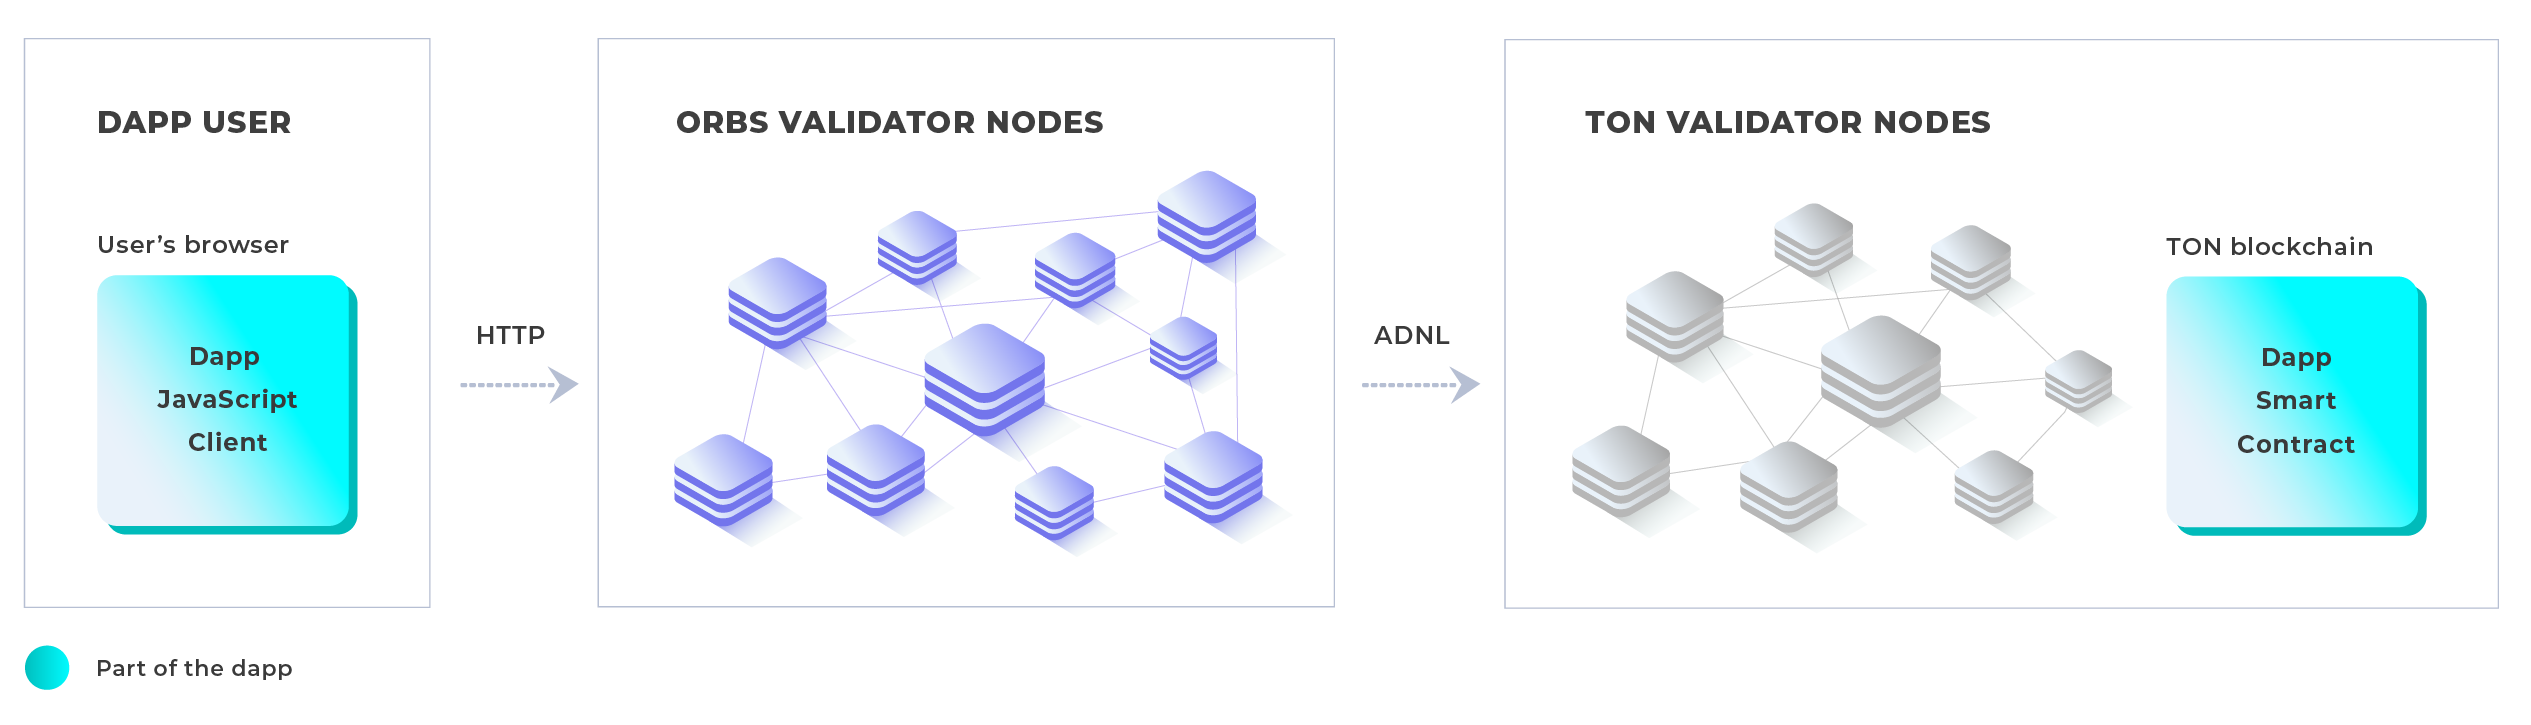 DAPP USER
User's browser
Dapp
JavaScript
Client
HTTP
ORBS VALIDATOR NODES
ADNL
TON VALIDATOR NODES
TON blockchain
Dapp
Smart
Contract
Part of the dapp